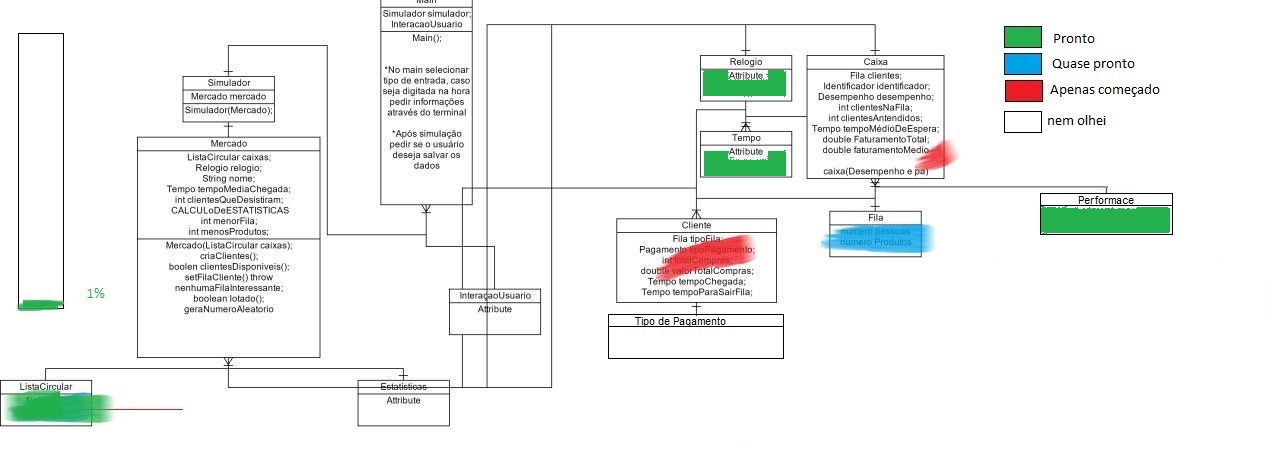 Main
Simulador simulador;
InteracaoUsuario
Main();
*No main selecionar
tipo de entrada, caso
seja digitada na hora
pedir informações
através do terminal
*Após simulação
pedir se o usuário
deseja salvar os
dados
Simulador
Mercado mercado
Simulador(Mercado);
Mercado
ListaCircular caixas;
Relogio relogio;
String nome;
Tempo tempoMediaChegada;
int clientesQueDesistiram;
CALCULoDeESTATISTICAS
int menorFila;
int menosProdutos;
Mercado(ListaCircular caixas);
criaClientes();
boolen clientesDisponiveis();
setFilaCliente() throw
nenhumaFilaInteressante;
boolean lotado();
geraNumeroAleatorio
1%
ListaCircular
Estatísticas
Attribute
InteraçaoUsuario
Attribute
Relogio
Attribute
Tempo
Attribute
Caixa
Fila clientes;
Identificador identificador;
Desempenho desempenho;
int clientesNaFila;
int clientesAntendidos;
Tempo tempoMédioDeEspera;
double FaturamentoTotal;
double faturamentoMedio
caixa(Desempenho e pa)
Cliente
Fila tipoFila;
Pagamento tipoPagamento;
int totalCompras;
double valorTotalCompras;
Tempo tempoChegada;
Tempo tempoParaSairFila;
Tipo de Pagamento
Fila
numero pessoas
numero Produtos
Performace
Pronto
Quase pronto
Apenas começado
nem olhei